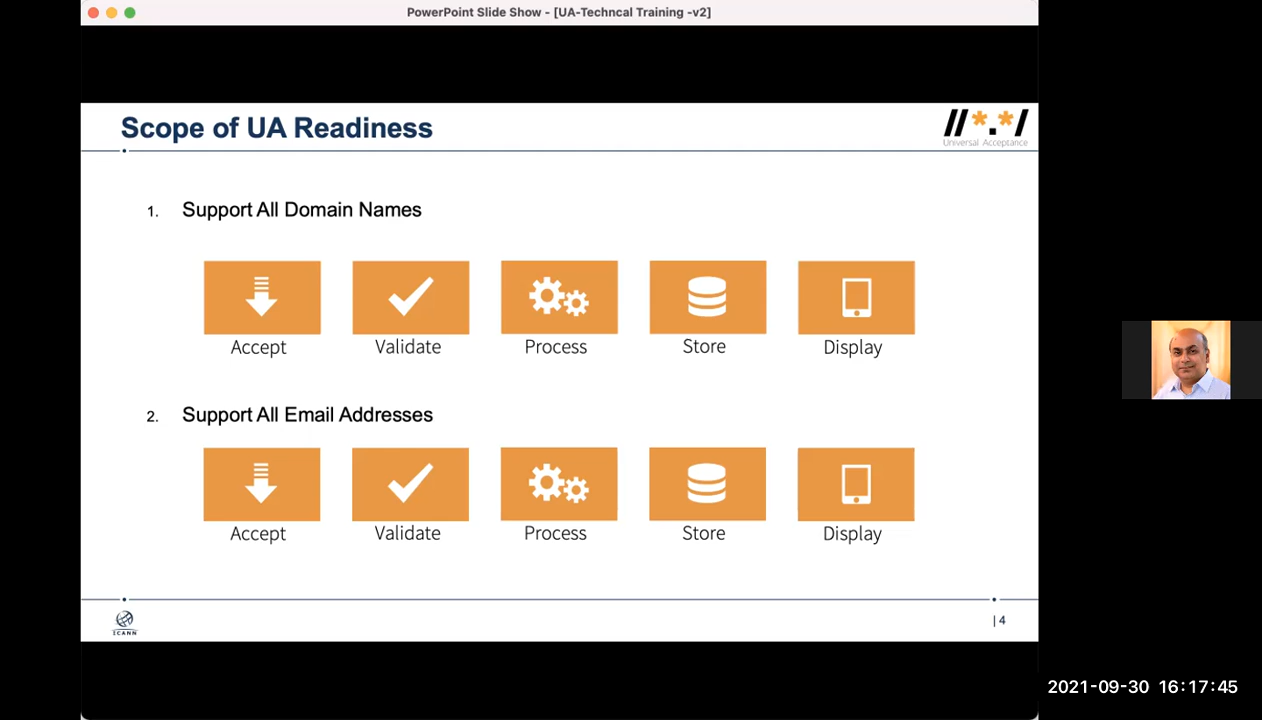 PowerPoint Slide Show - [UA-Techncal Training -v2]
Scope of UA Readiness
//*.*/
Universal Acceptance
1. Support All Domain Names
Accept Validate Process Store Display
2. Support All Email Addresses
Accept Validate Process Store Display
ICANN
| 4
2021-09-30 16:17:45